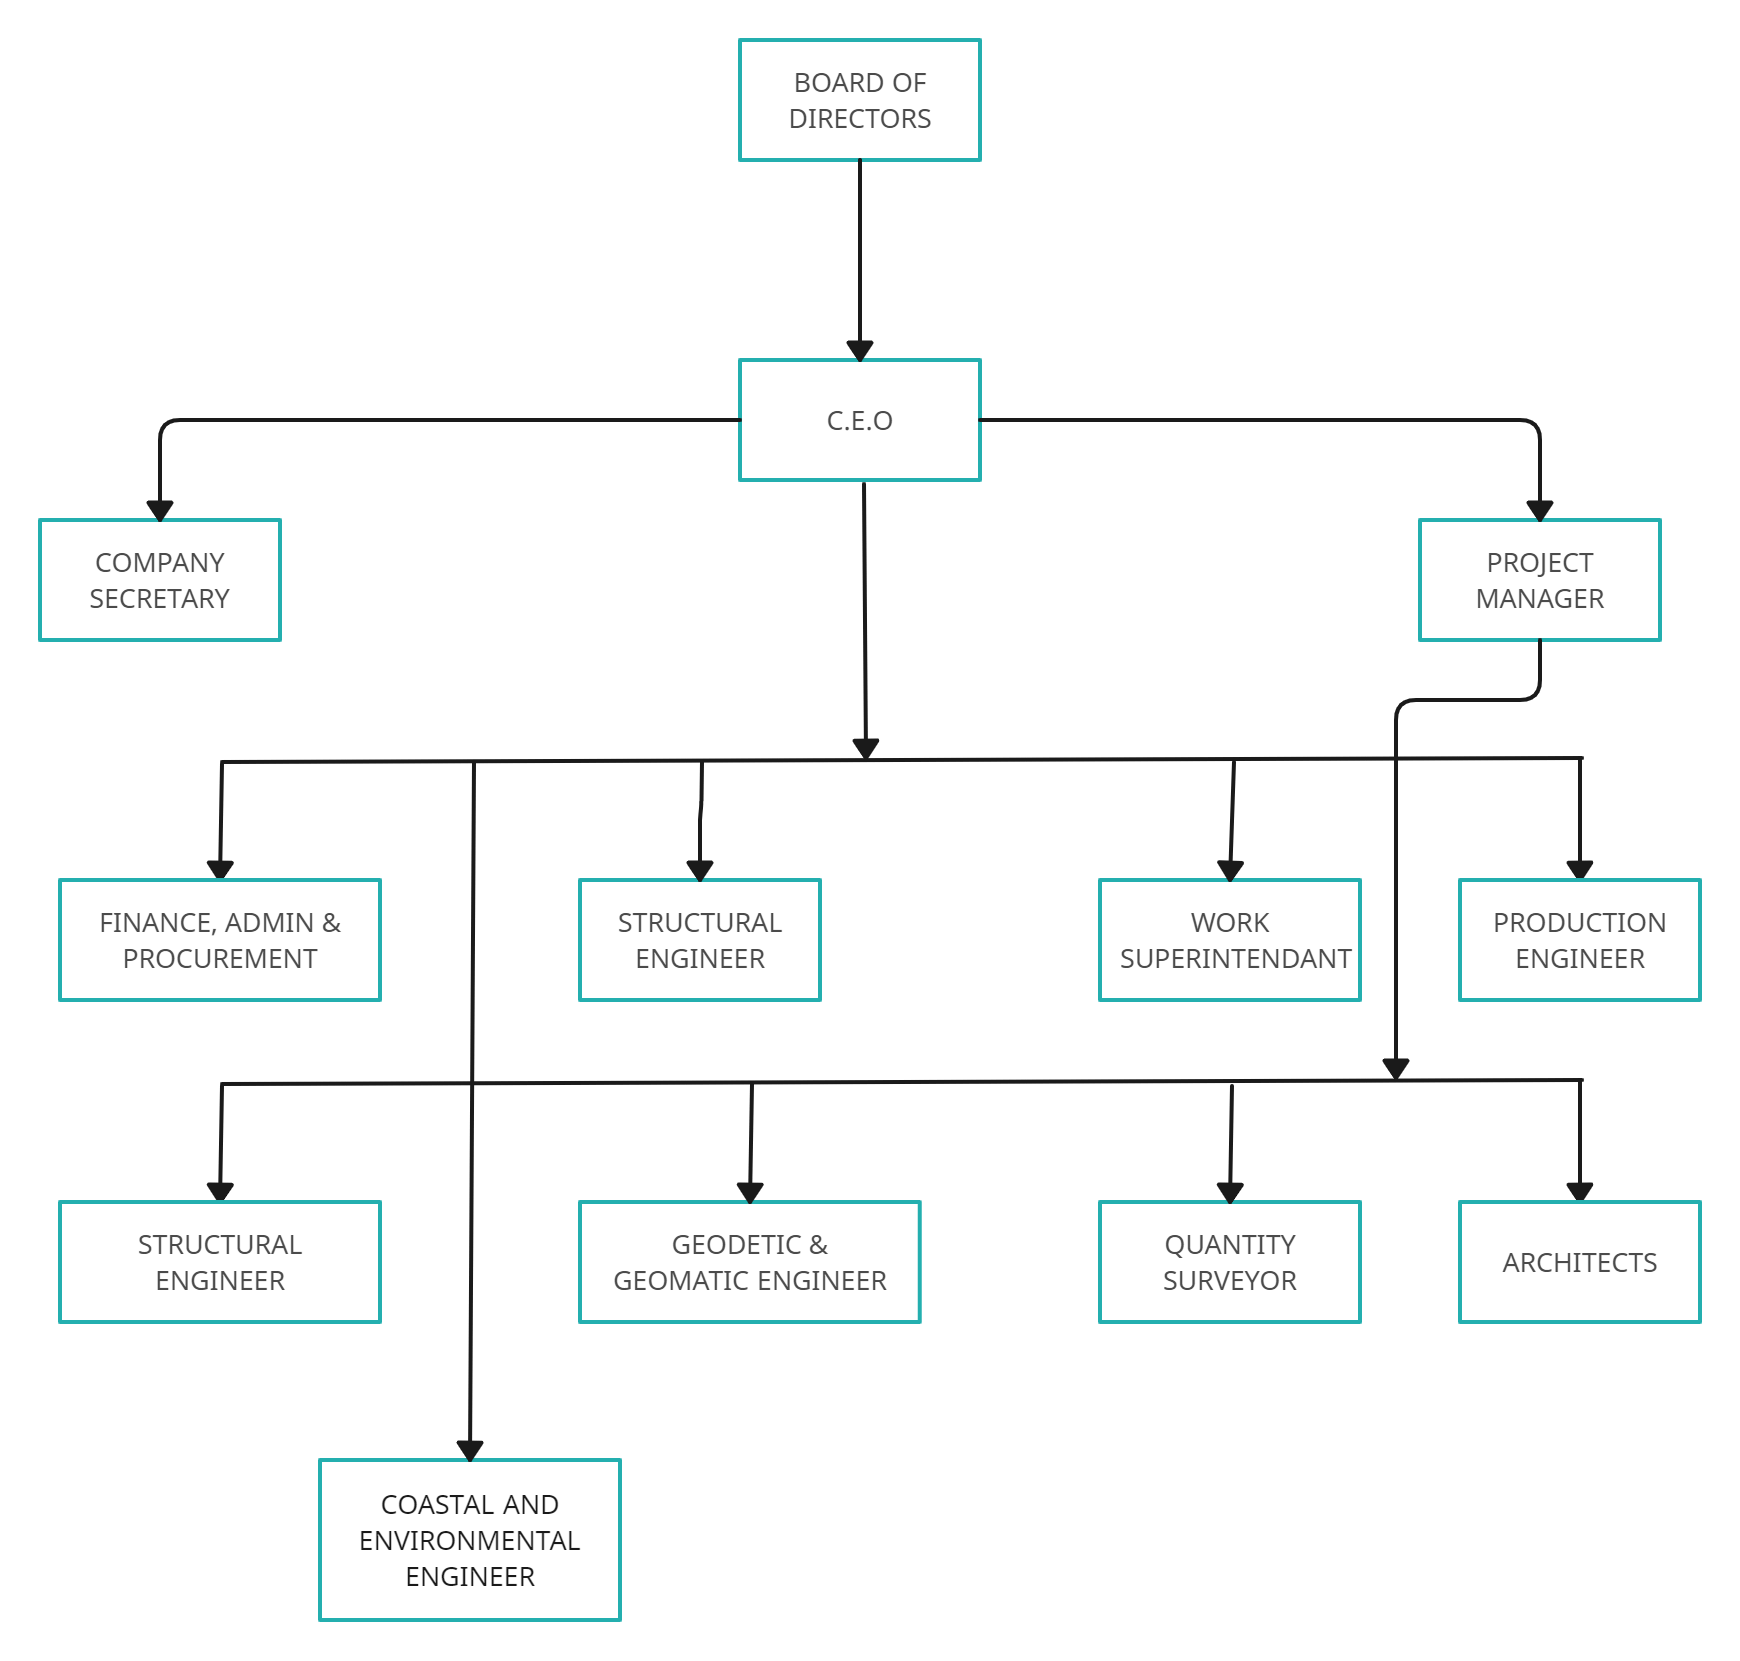 BOARD OF
DIRECTORS
C.E.O
COMPANY
SECRETARY
PROJECT
MANAGER
FINANCE, ADMIN &
PROCUREMENT
STRUCTURAL
ENGINEER
WORK
SUPERINTENDANT
PRODUCTION
ENGINEER
STRUCTURAL
ENGINEER
GEODETIC &
GEOMATIC ENGINEER
QUANTITY
SURVEYOR
ARCHITECTS
COASTAL AND
ENVIRONMENTAL
ENGINEER